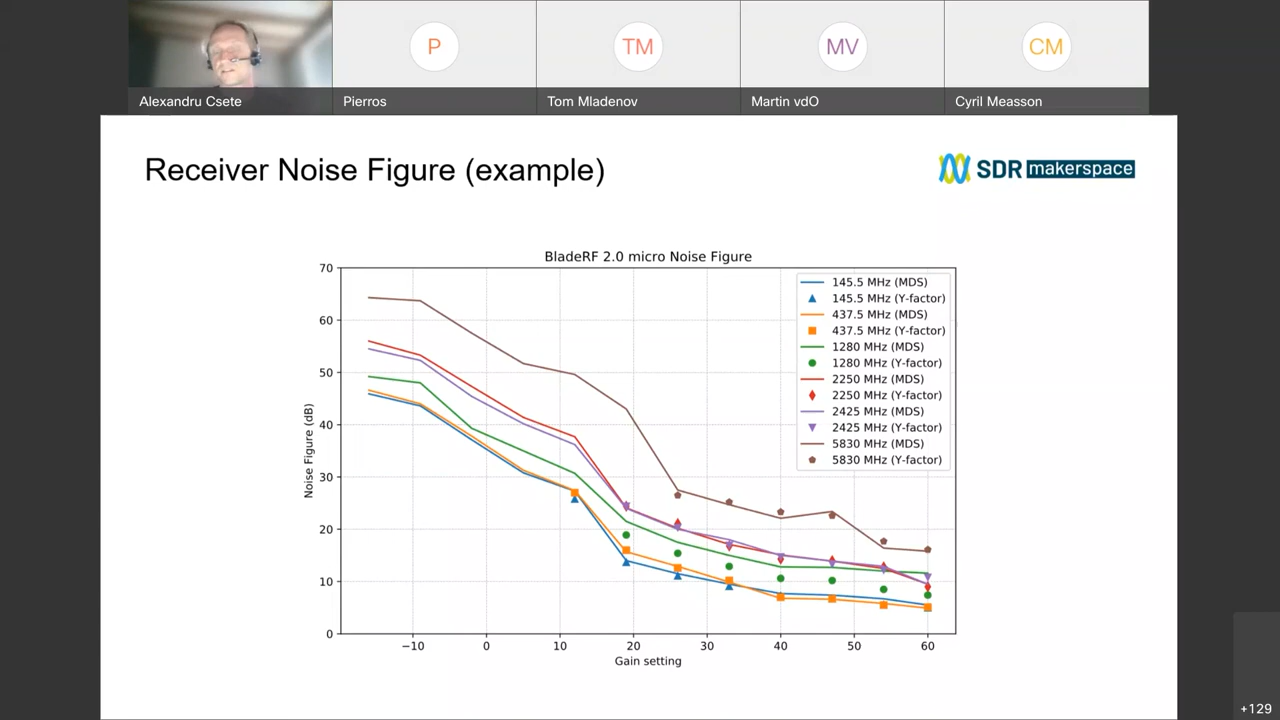 P
TM
MV
CM
Alexandru Csete
Pierros
Tom Mladenov
Martin vdO
Cyril Measson
Receiver Noise Figure (example)
SDR makerspace
BladeRF 2.0 micro Noise Figure
70
60
50
40
30
20
10
0
Noise Figure (dB)
145.5 MHz (MDS)
145.5 MHz (Y-factor)
437.5 MHz (MDS)
437.5 MHz (Y-factor)
1280 MHz (MDS)
1280 MHz (Y-factor)
2250 MHz (MDS)
2250 MHz (Y-factor)
2425 MHz (MDS)
2425 MHz (Y-factor)
5830 MHz (MDS)
5830 MHz (Y-factor)
−10 0 10 20 30 40 50 60
Gain setting
+129